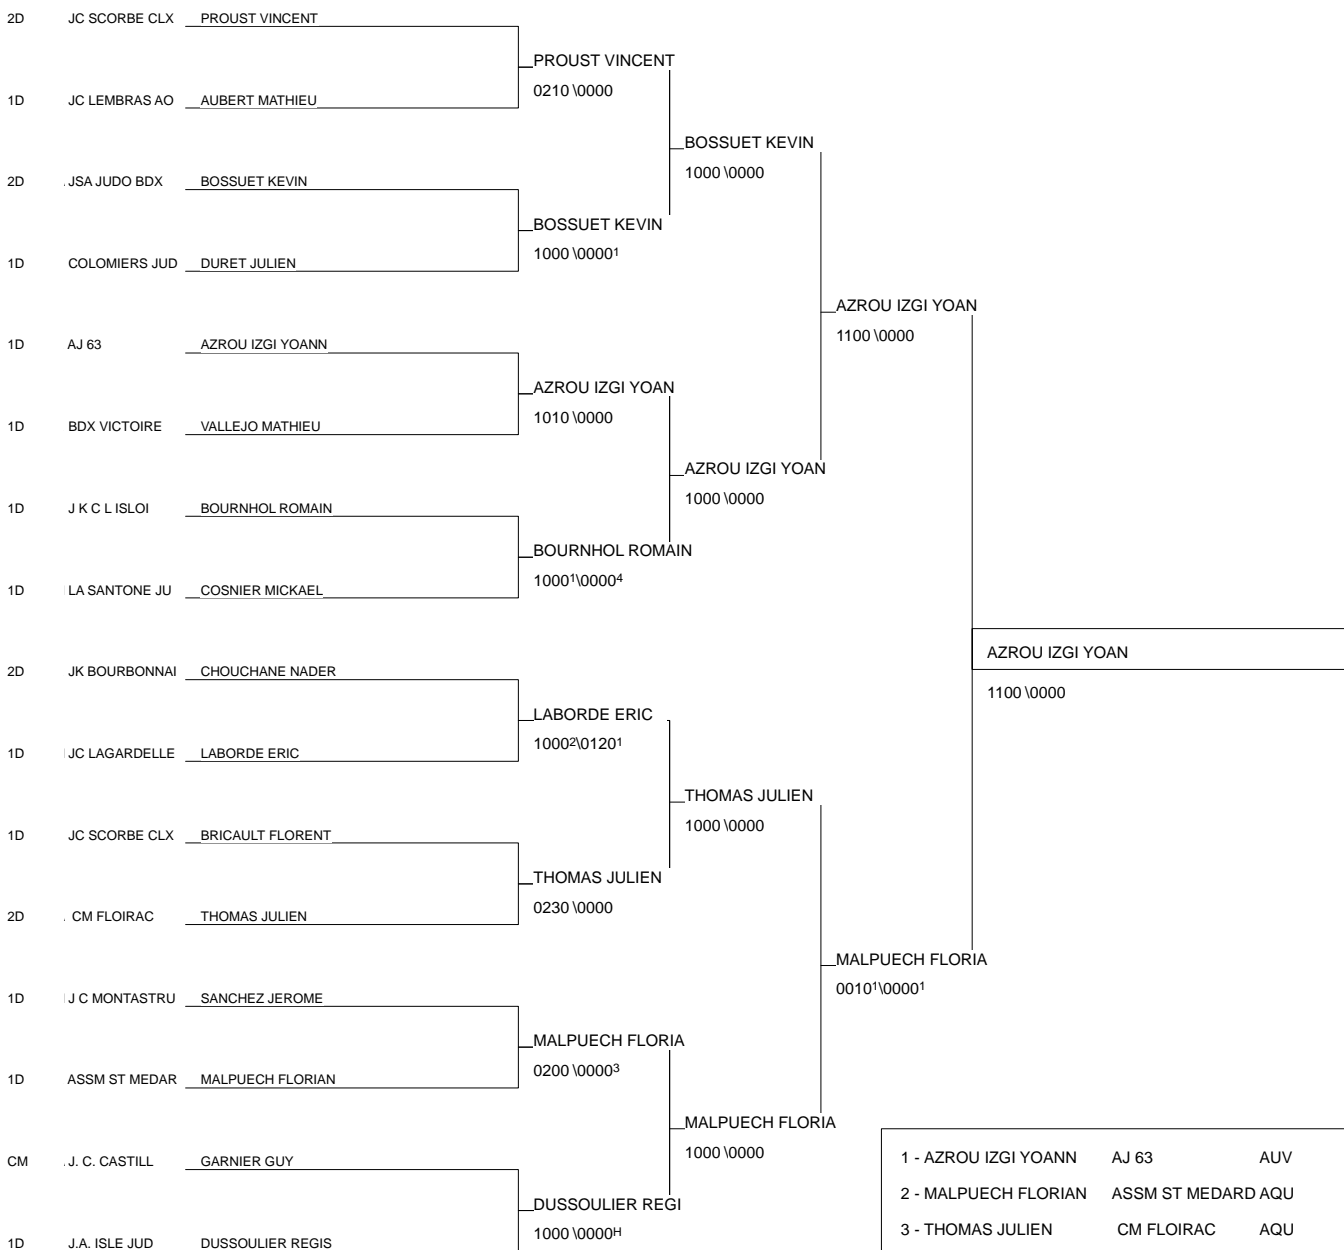 2D JC SCORBE CLX PROUST VINCENT
PROUST VINCENT
0210 \0000
1D JC LEMBRAS AO AUBERT MATHIEU
BOSSUET KEVIN
1000 \0000
2D JSA JUDO BDX BOSSUET KEVIN
BOSSUET KEVIN
1000 \0000¹
1D COLOMIERS JUD DURET JULIEN
AZROU IZGI YOAN
1100 \0000
1D AJ 63 AZROU IZGI YOANN
AZROU IZGI YOAN
1010 \0000
1D BDX VICTOIRE VALLEJO MATHIEU
AZROU IZGI YOAN
1000 \0000
1D J K C L ISLOI BOURNHOL ROMAIN
BOURNHOL ROMAIN
1000¹\0000⁴
1D LA SANTONE JU COSNIER MICKAEL
AZROU IZGI YOAN
1100 \0000
2D JK BOURBONNAI CHOUCHANE NADER
LABORDE ERIC
1000²\0120¹
1D JC LAGARDELLE LABORDE ERIC
THOMAS JULIEN
1000 \0000
1D JC SCORBE CLX BRICAULT FLORENT
THOMAS JULIEN
0230 \0000
2D CM FLOIRAC THOMAS JULIEN
MALPUECH FLORIA
0010¹\0000¹
1D J C MONTASTRU SANCHEZ JEROME
MALPUECH FLORIA
0200 \0000³
1D ASSM ST MEDAR MALPUECH FLORIAN
MALPUECH FLORIA
1000 \0000
CM J. C. CASTILL GARNIER GUY
DUSSOULIER REGI
1000 \0000ᴴ
1D J.A. ISLE JUD DUSSOULIER REGIS
1 - AZROU IZGI YOANN AJ 63 AUV
2 - MALPUECH FLORIAN ASSM ST MEDARD AQU
3 - THOMAS JULIEN CM FLOIRAC AQU